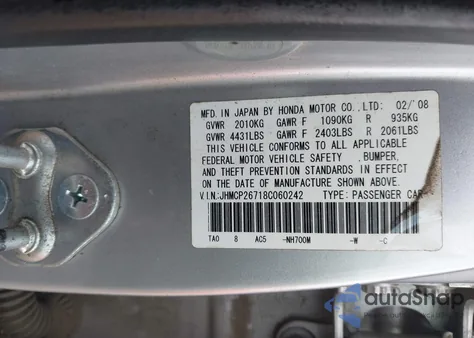 MFD. IN JAPAN BY HONDA MOTOR CO., LTD: 02/'08
GVWR 2010KG GAWR F 1090KG R 935KG
GVWR 4431LBS GAWR F 2403LBS R 2061LBS
THIS VEHICLE CONFORMS TO ALL APPLICABLE
FEDERAL MOTOR VEHICLE SAFETY , BUMPER,
AND THEFT PREVENTION STANDARDS IN EFFECT
ON THE DATE OF MANUFACTURE SHOWN ABOVE.
V.I.N:JHMCP26718C060242 TYPE: PASSENGER CAR
TA0 8 AC5 -NH700M -W -C
autoShop